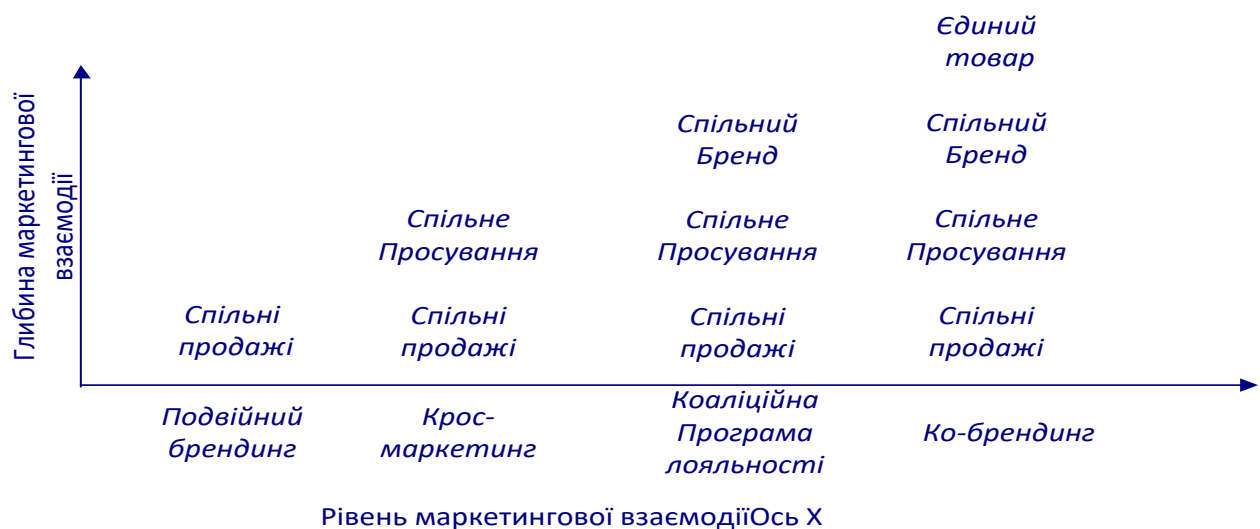 Єдиний
товар
Глибина маркетингової
взаємодії
Спільний
Бренд
Спільний
Бренд
Спільне
Просування
Спільне
Просування
Спільне
Просування
Спільні
продажі
Спільні
продажі
Спільні
продажі
Спільні
продажі
Подвійний
брендинг
Крос-
маркетинг
Коаліційна
Програма
лояльності
Ко-брендинг
Рівень маркетингової взаємодіїОсь X